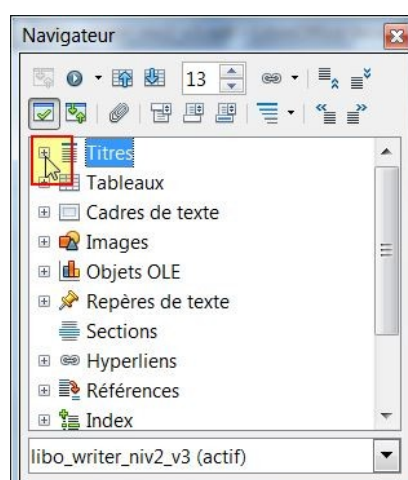 Navigateur
13
Titres
Tableaux
Cadres de texte
Images
Objets OLE
Repères de texte
Sections
Hyperliens
Références
Index
libo_writer_niv2_v3 (actif)